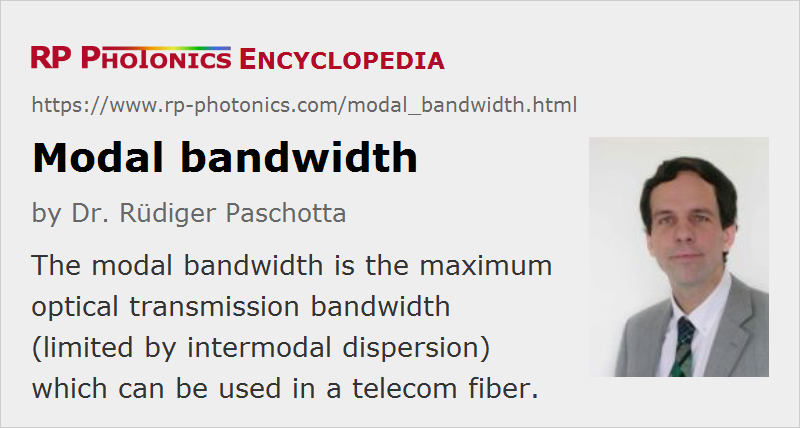 RP PHOTONICS ENCYCLOPEDIA
https://www.rp-photonics.com/modal_bandwidth.html
Modal bandwidth
by Dr. Rüdiger Paschotta
The modal bandwidth is the maximum
optical transmission bandwidth
(limited by intermodal dispersion)
which can be used in a telecom fiber.